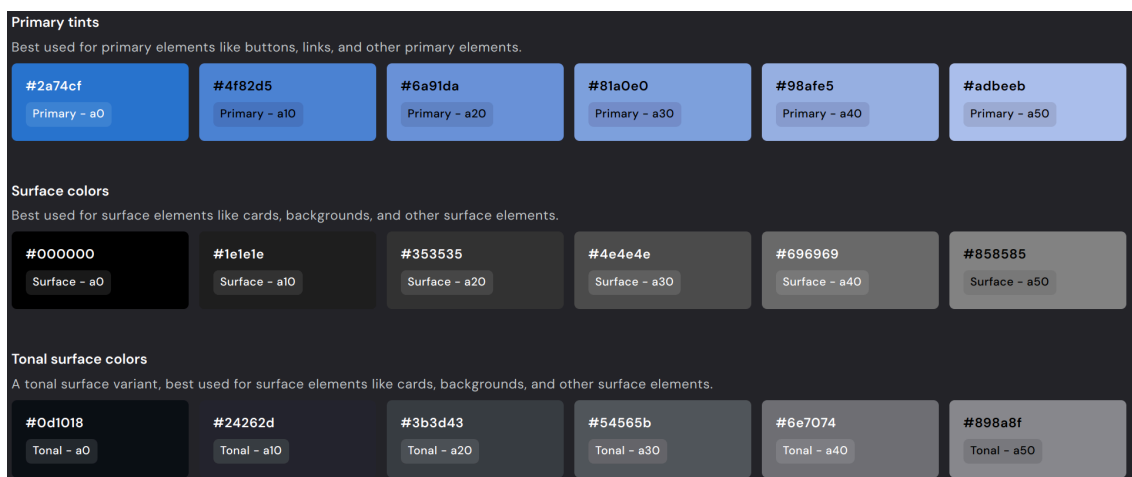 Primary tints
Best used for primary elements like buttons, links, and other primary elements.
#2a74cf #4f82d5 #6a91da #81a0e0 #98afe5 #adbeeb
Primary - a0 Primary - a10 Primary - a20 Primary - a30 Primary - a40 Primary - a50
Surface colors
Best used for surface elements like cards, backgrounds, and other surface elements.
#000000 #1e1e1e #353535 #4e4e4e #696969 #858585
Surface - a0 Surface - a10 Surface - a20 Surface - a30 Surface - a40 Surface - a50
Tonal surface colors
A tonal surface variant, best used for surface elements like cards, backgrounds, and other surface elements.
#0d1018 #24262d #3b3d43 #54565b #6e7074 #898a8f
Tonal - a0 Tonal - a10 Tonal - a20 Tonal - a30 Tonal - a40 Tonal - a50